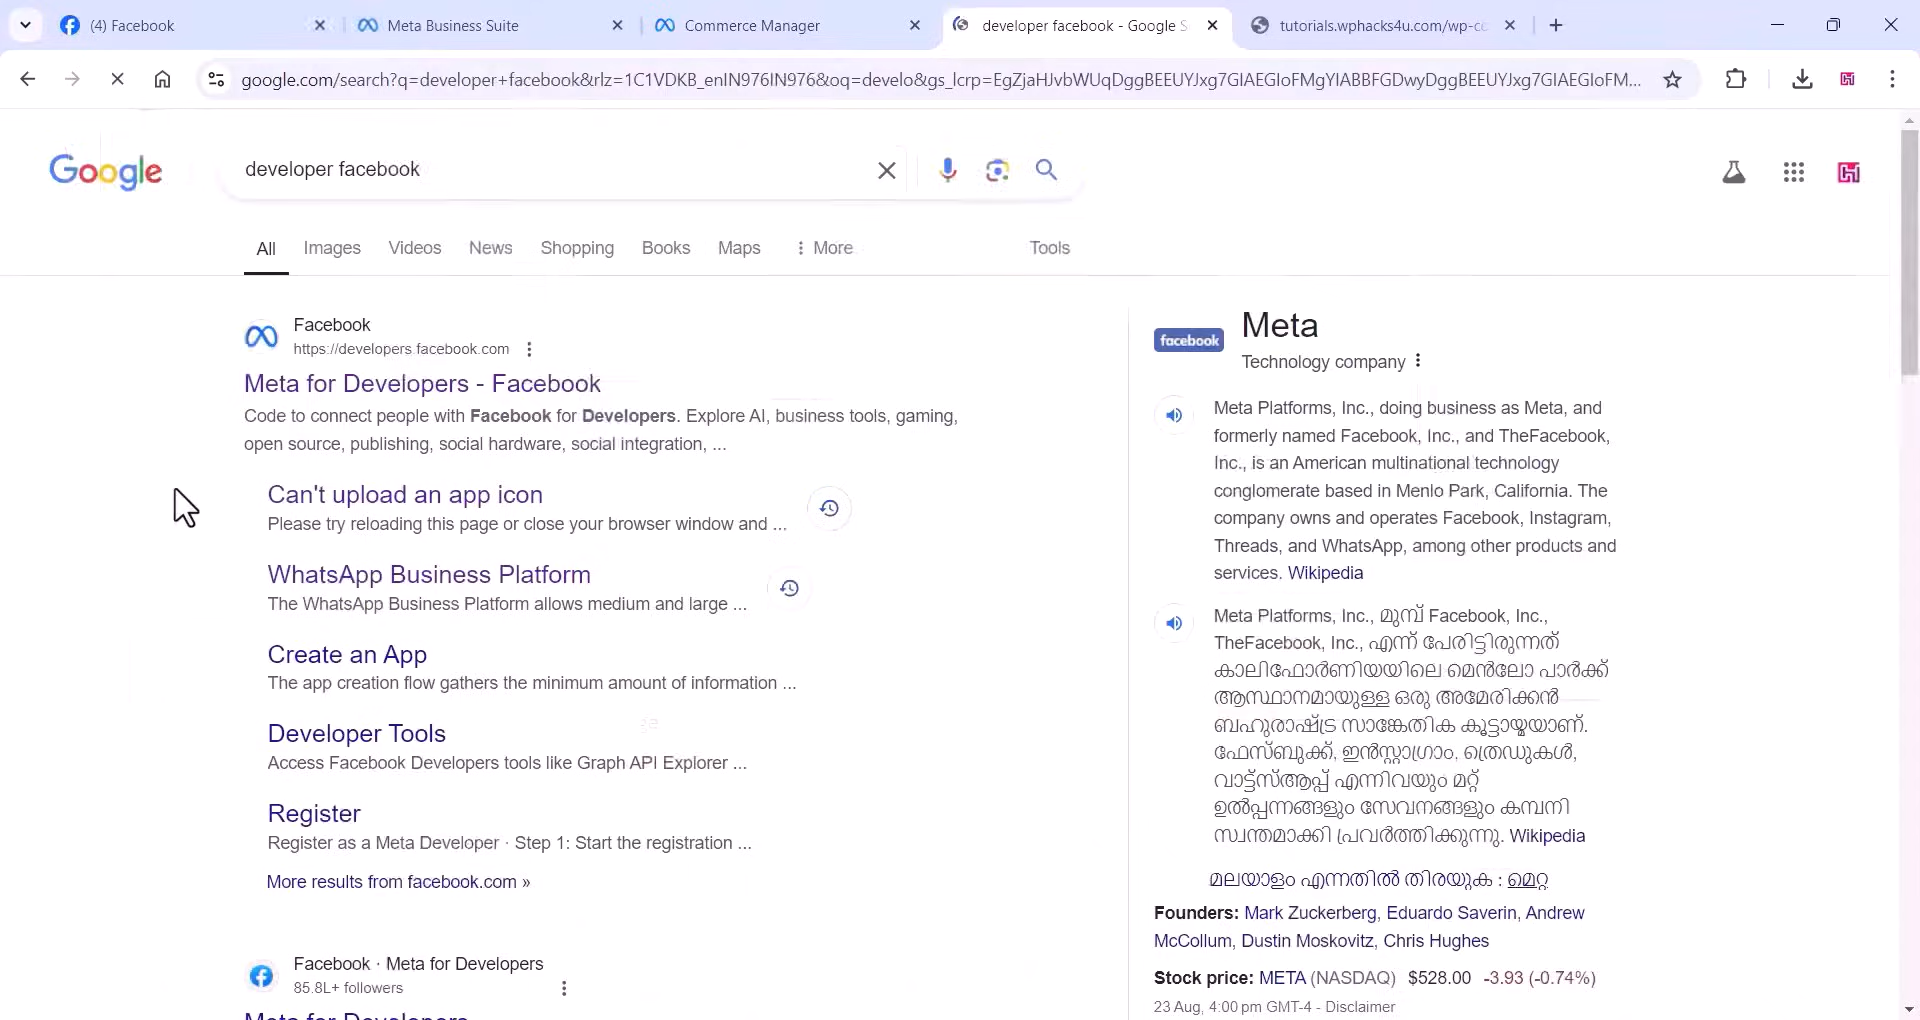 (4) Facebook
Meta Business Suite
Commerce Manager
developer facebook - Google S
tutorials.wphacks4u.com/wp-co
google.com/search?q=developer+facebook&rlz=1C1VDKB_enIN976IN976&oq=develo&gs_lcrp=EgZjaHJvbWUqDggBEEUYJxg7GIAEGIoFMgYIABBFGDwyDggBEEUYJxg7GIAEGIoFM...
Google
developer facebook
All
Images
Videos
News
Shopping
Books
Maps
More
Tools
Facebook
https://developers.facebook.com
Meta for Developers - Facebook
Code to connect people with Facebook for Developers. Explore AI, business tools, gaming,
open source, publishing, social hardware, social integration, ...
Can't upload an app icon
Please try reloading this page or close your browser window and ...
WhatsApp Business Platform
The WhatsApp Business Platform allows medium and large ...
Create an App
The app creation flow gathers the minimum amount of information ...
Developer Tools
Access Facebook Developers tools like Graph API Explorer ...
Register
Register as a Meta Developer · Step 1: Start the registration ...
More results from facebook.com »
Facebook · Meta for Developers
85.8L+ followers
Meta for Developers
facebook
Meta
Technology company
Meta Platforms, Inc., doing business as Meta, and
formerly named Facebook, Inc., and TheFacebook,
Inc., is an American multinational technology
conglomerate based in Menlo Park, California. The
company owns and operates Facebook, Instagram,
Threads, and WhatsApp, among other products and
services. Wikipedia
Meta Platforms, Inc., മുമ്പ് Facebook, Inc.,
TheFacebook, Inc., എന്ന് പേരിട്ടിരുന്നത്
കാലിഫോർണിയയിലെ മെൻലോ പാർക്ക്
ആസ്ഥാനമായുള്ള ഒരു അമേരിക്കൻ
ബഹുരാഷ്ട്ര സാങ്കേതിക കൂട്ടായ്മയാണ്.
ഫേസ്ബുക്ക്, ഇൻസ്റ്റാഗ്രാം, ത്രെഡുകൾ,
വാട്ട്സ്ആപ്പ് എന്നിവയും മറ്റ്
ഉൽപ്പന്നങ്ങളും സേവനങ്ങളും കമ്പനി
സ്വന്തമാക്കി പ്രവർത്തിക്കുന്നു. Wikipedia
മലയാളം എന്നതിൽ തിരയുക : മെറ്റ
Founders: Mark Zuckerberg, Eduardo Saverin, Andrew
McCollum, Dustin Moskovitz, Chris Hughes
Stock price: META (NASDAQ) $528.00 -3.93 (-0.74%)
23 Aug, 4:00 pm GMT-4 - Disclaimer